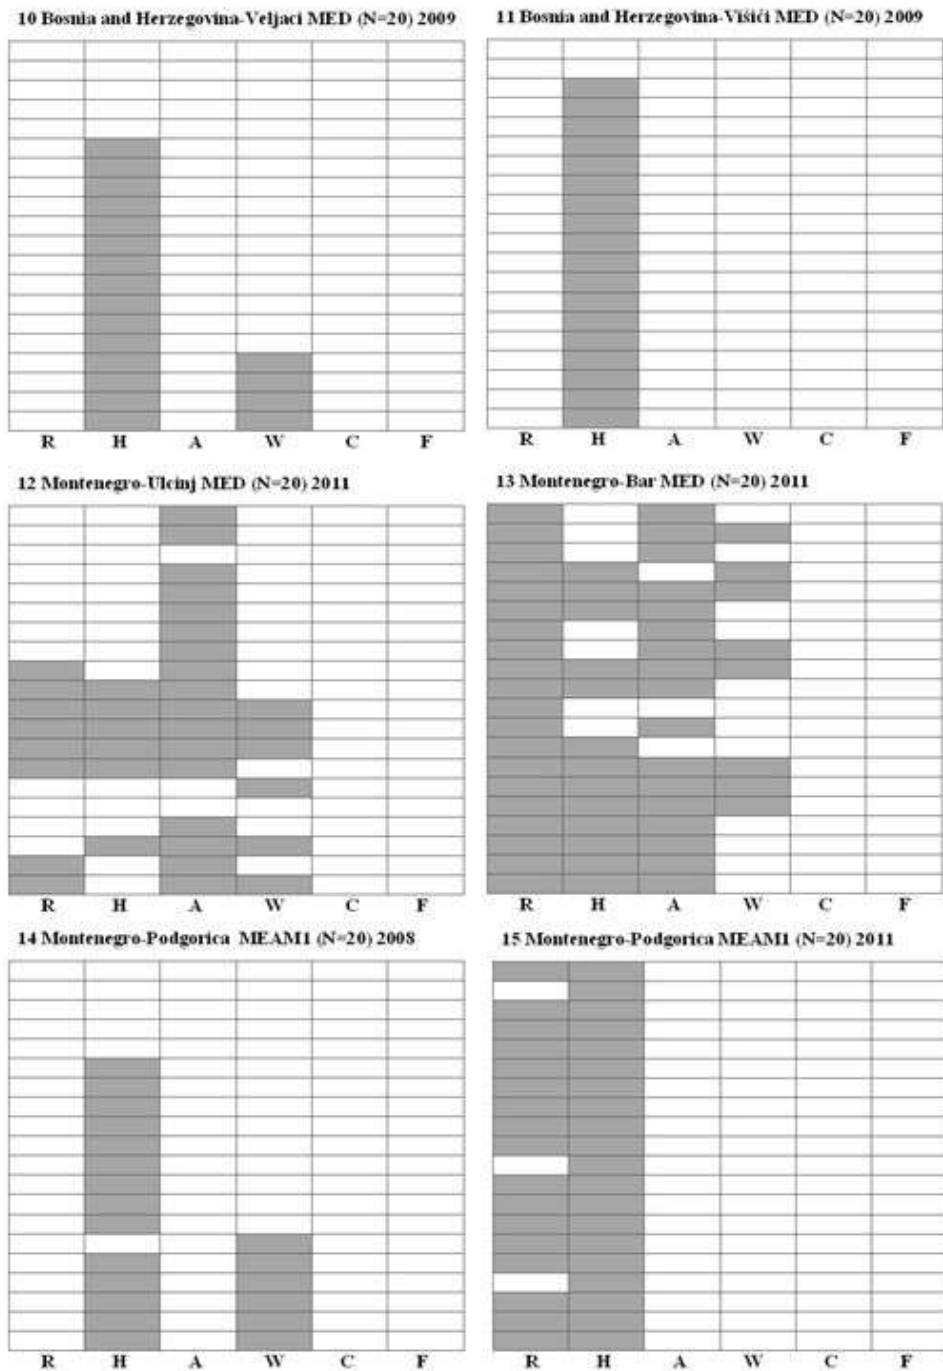 10 Bosnia and Herzegovina-Veljaci MED (N=20) 2009
R H A W C F
11 Bosnia and Herzegovina-Višići MED (N=20) 2009
R H A W C F
12 Montenegro-Ulcinj MED (N=20) 2011
R H A W C F
13 Montenegro-Bar MED (N=20) 2011
R H A W C F
14 Montenegro-Podgorica MEAM1 (N=20) 2008
R H A W C F
15 Montenegro-Podgorica MEAM1 (N=20) 2011
R H A W C F